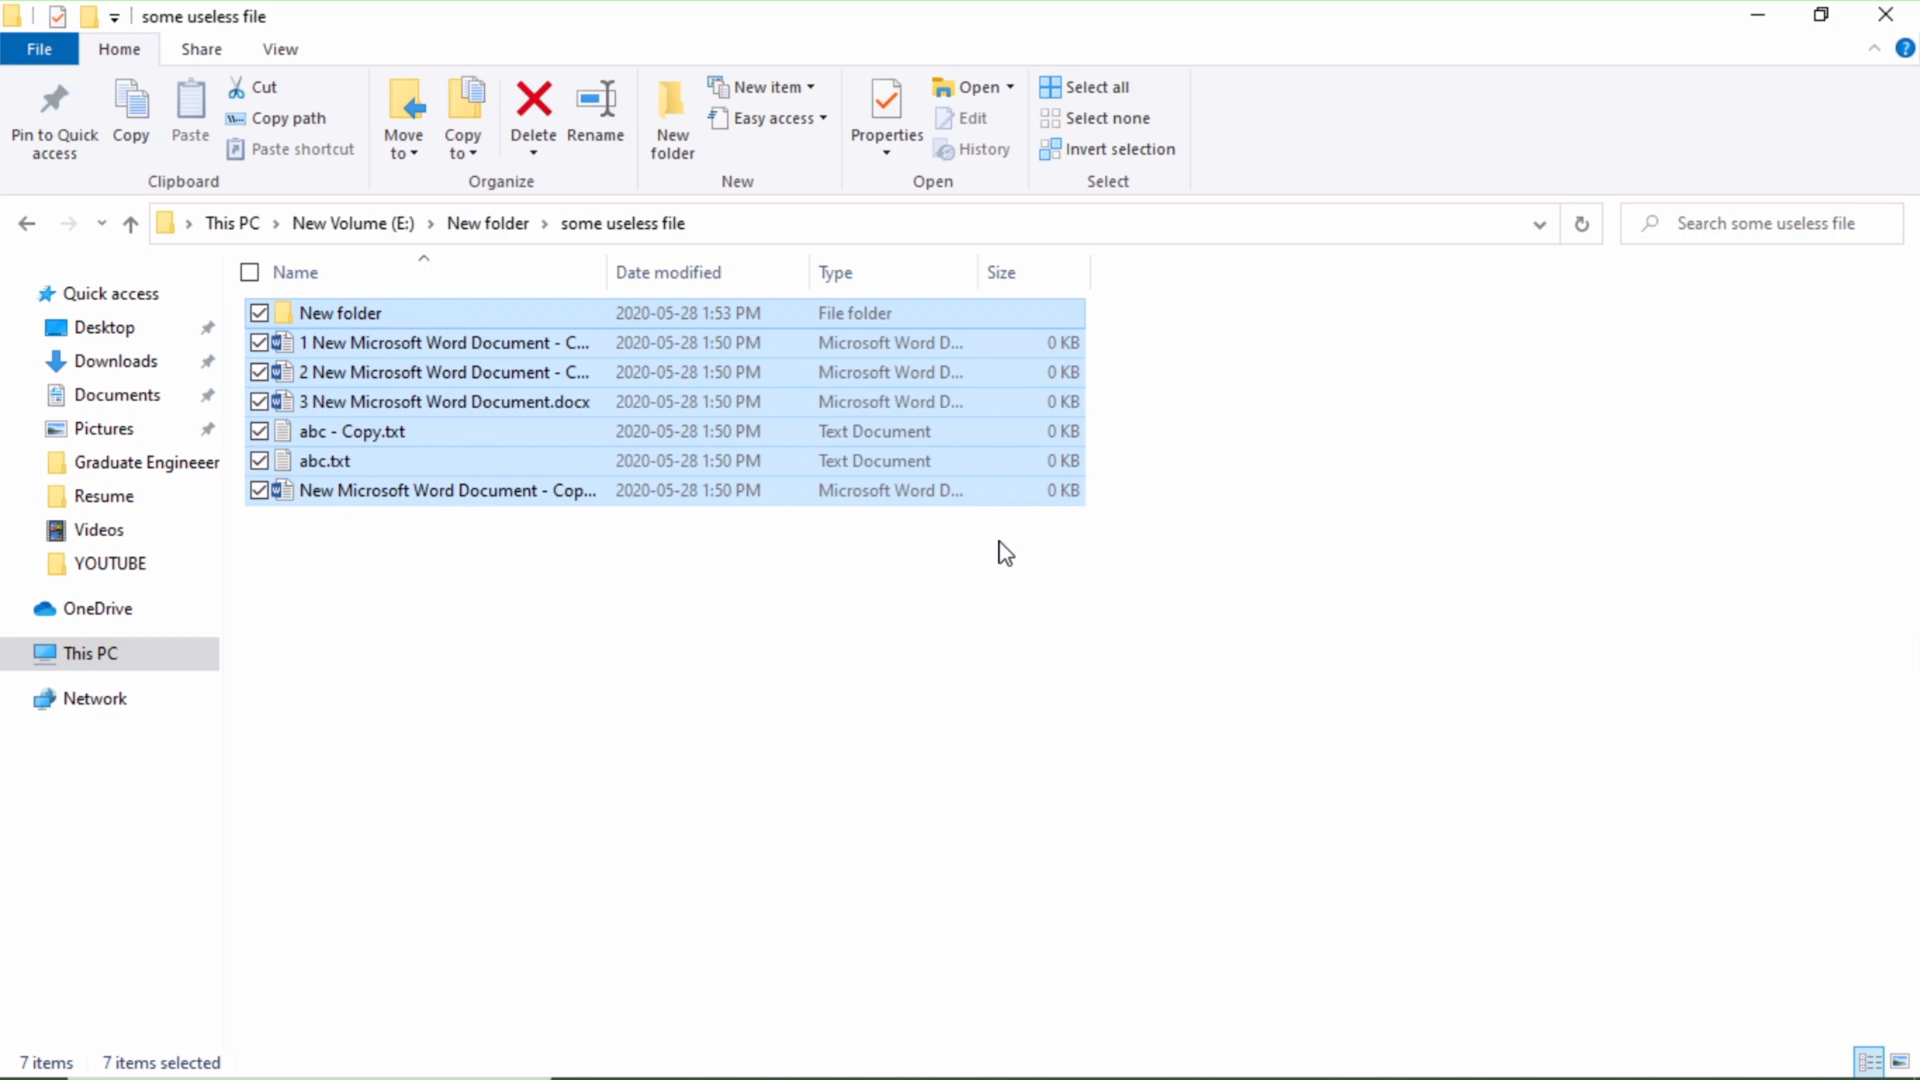 some useless file
File Home Share View
Pin to Quick access
Copy
Paste
Cut
Copy path
Paste shortcut
Clipboard
Move to
Copy to
Delete
Rename
Organize
New folder
New item
Easy access
New
Properties
Open
Edit
History
Open
Select all
Select none
Invert selection
Select
This PC > New Volume (E:) > New folder > some useless file
Search some useless file
Name Date modified Type Size
New folder 2020-05-28 1:53 PM File folder
1 New Microsoft Word Document - C... 2020-05-28 1:50 PM Microsoft Word D... 0 KB
2 New Microsoft Word Document - C... 2020-05-28 1:50 PM Microsoft Word D... 0 KB
3 New Microsoft Word Document.docx 2020-05-28 1:50 PM Microsoft Word D... 0 KB
abc - Copy.txt 2020-05-28 1:50 PM Text Document 0 KB
abc.txt 2020-05-28 1:50 PM Text Document 0 KB
New Microsoft Word Document - Cop... 2020-05-28 1:50 PM Microsoft Word D... 0 KB
Quick access
Desktop
Downloads
Documents
Pictures
Graduate Engineeer
Resume
Videos
YOUTUBE
OneDrive
This PC
Network
7 items 7 items selected